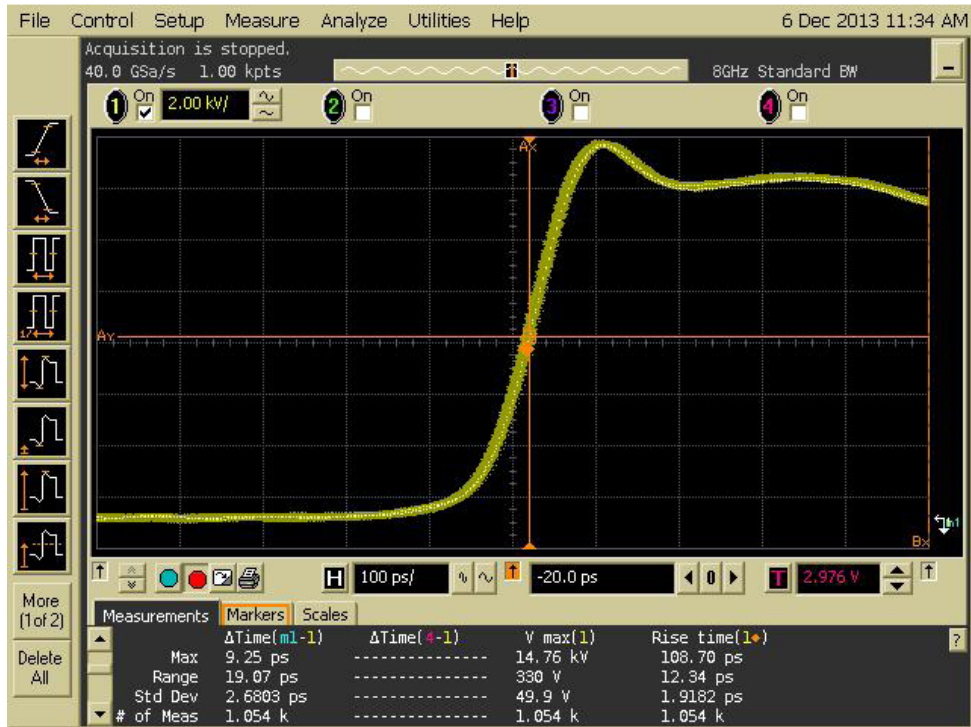 File Control Setup Measure Analyze Utilities Help 6 Dec 2013 11:34 AM
Acquisition is stopped.
40.0 GSa/s 1.00 kpts 8GHz Standard BW
1 On 2.00 kV/ 2 On 3 On 4 On
Ax
Ay
Bx
H 100 ps/ -20.0 ps 0 T 2.976 V
More
(1of 2)
Delete
All
Measurements Markers Scales
ΔTime(m1-1) ΔTime(4-1) V max(1) Rise time(1◆) ?
Max 9.25 ps --------------- 14.76 kV 108.70 ps
Range 19.07 ps --------------- 330 V 12.34 ps
Std Dev 2.6803 ps --------------- 49.9 V 1.9182 ps
# of Meas 1.054 k --------------- 1.054 k 1.054 k